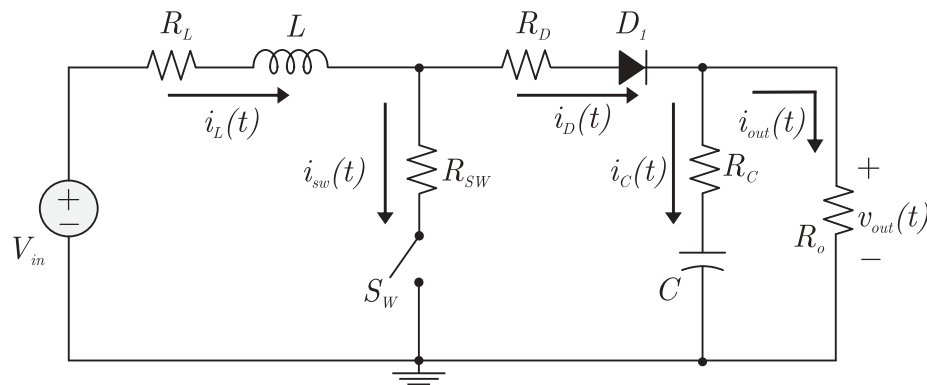 R_L
L
R_D
D_1
i_L(t)
i_D(t)
i_out(t)
i_sw(t)
R_SW
i_C(t)
R_C
+
+
−
V_in
R_o
v_out(t)
−
S_W
C